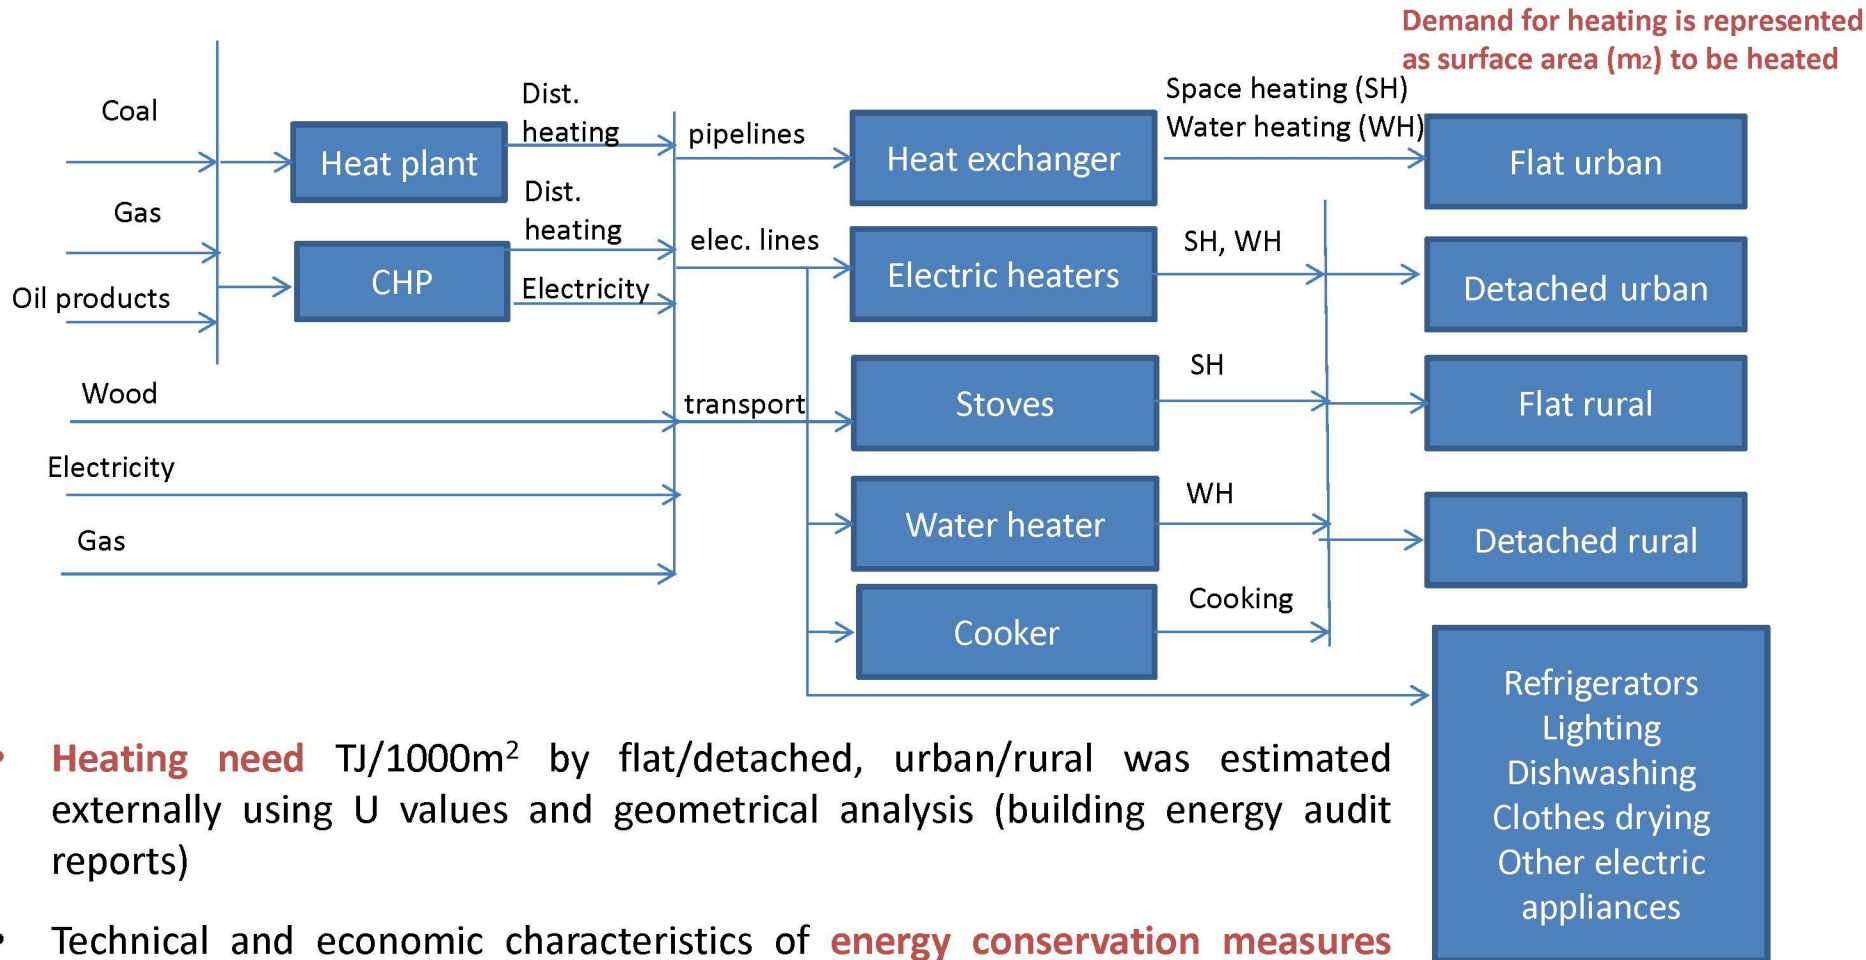 Demand for heating is represented
as surface area (m2) to be heated
Coal
Gas
Oil products
Wood
Electricity
Gas
Heat plant
CHP
Dist.
heating
Dist.
heating
Electricity
pipelines
elec. lines
transport
Heat exchanger
Electric heaters
Stoves
Water heater
Cooker
Space heating (SH)
Water heating (WH)
SH, WH
SH
WH
Cooking
Flat urban
Detached urban
Flat rural
Detached rural
Refrigerators
Lighting
Dishwashing
Clothes drying
Other electric
appliances
• Heating need TJ/1000m² by flat/detached, urban/rural was estimated
externally using U values and geometrical analysis (building energy audit
reports)
• Technical and economic characteristics of energy conservation measures